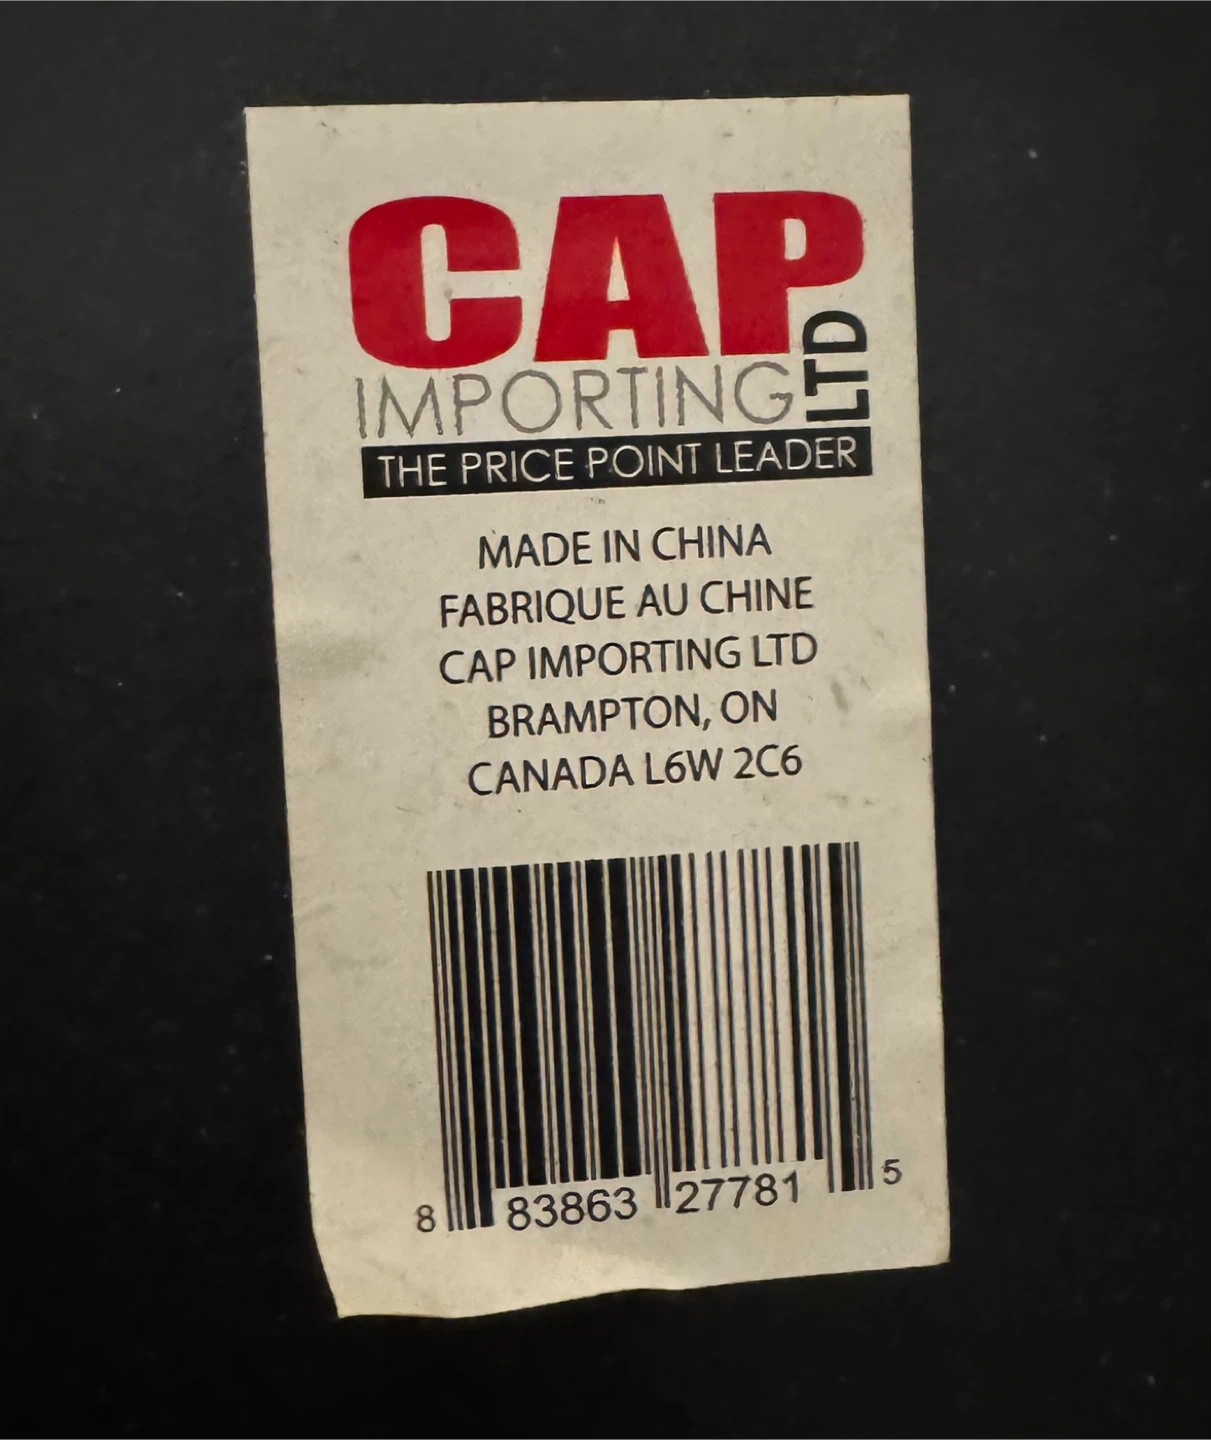 CAP
IMPORTING LTD
THE PRICE POINT LEADER
MADE IN CHINA
FABRIQUE AU CHINE
CAP IMPORTING LTD
BRAMPTON, ON
CANADA L6W 2C6
8 83863 27781 5